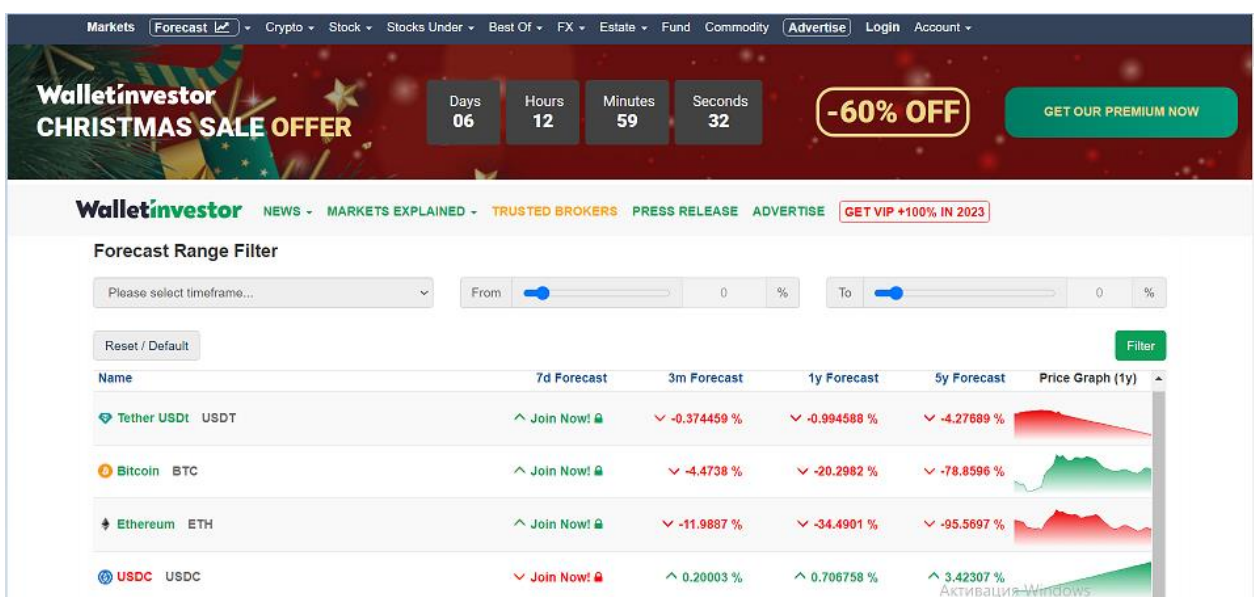 Markets Forecast Crypto Stock Stocks Under Best Of FX Estate Fund Commodity Advertise Login Account
Walletinvestor
CHRISTMAS SALE OFFER
Days Hours Minutes Seconds
06 12 59 32
-60% OFF
GET OUR PREMIUM NOW
Walletinvestor NEWS MARKETS EXPLAINED TRUSTED BROKERS PRESS RELEASE ADVERTISE GET VIP +100% IN 2023
Forecast Range Filter
Please select timeframe... From 0 % To 0 %
Reset / Default Filter
Name 7d Forecast 3m Forecast 1y Forecast 5y Forecast Price Graph (1y)
Tether USDt USDT Join Now! -0.374459 % -0.994588 % -4.27689 %
Bitcoin BTC Join Now! -4.4738 % -20.2982 % -78.8596 %
Ethereum ETH Join Now! -11.9887 % -34.4901 % -95.5697 %
USDC USDC Join Now! 0.20003 % 0.706758 % 3.42307 %
Активация Windows